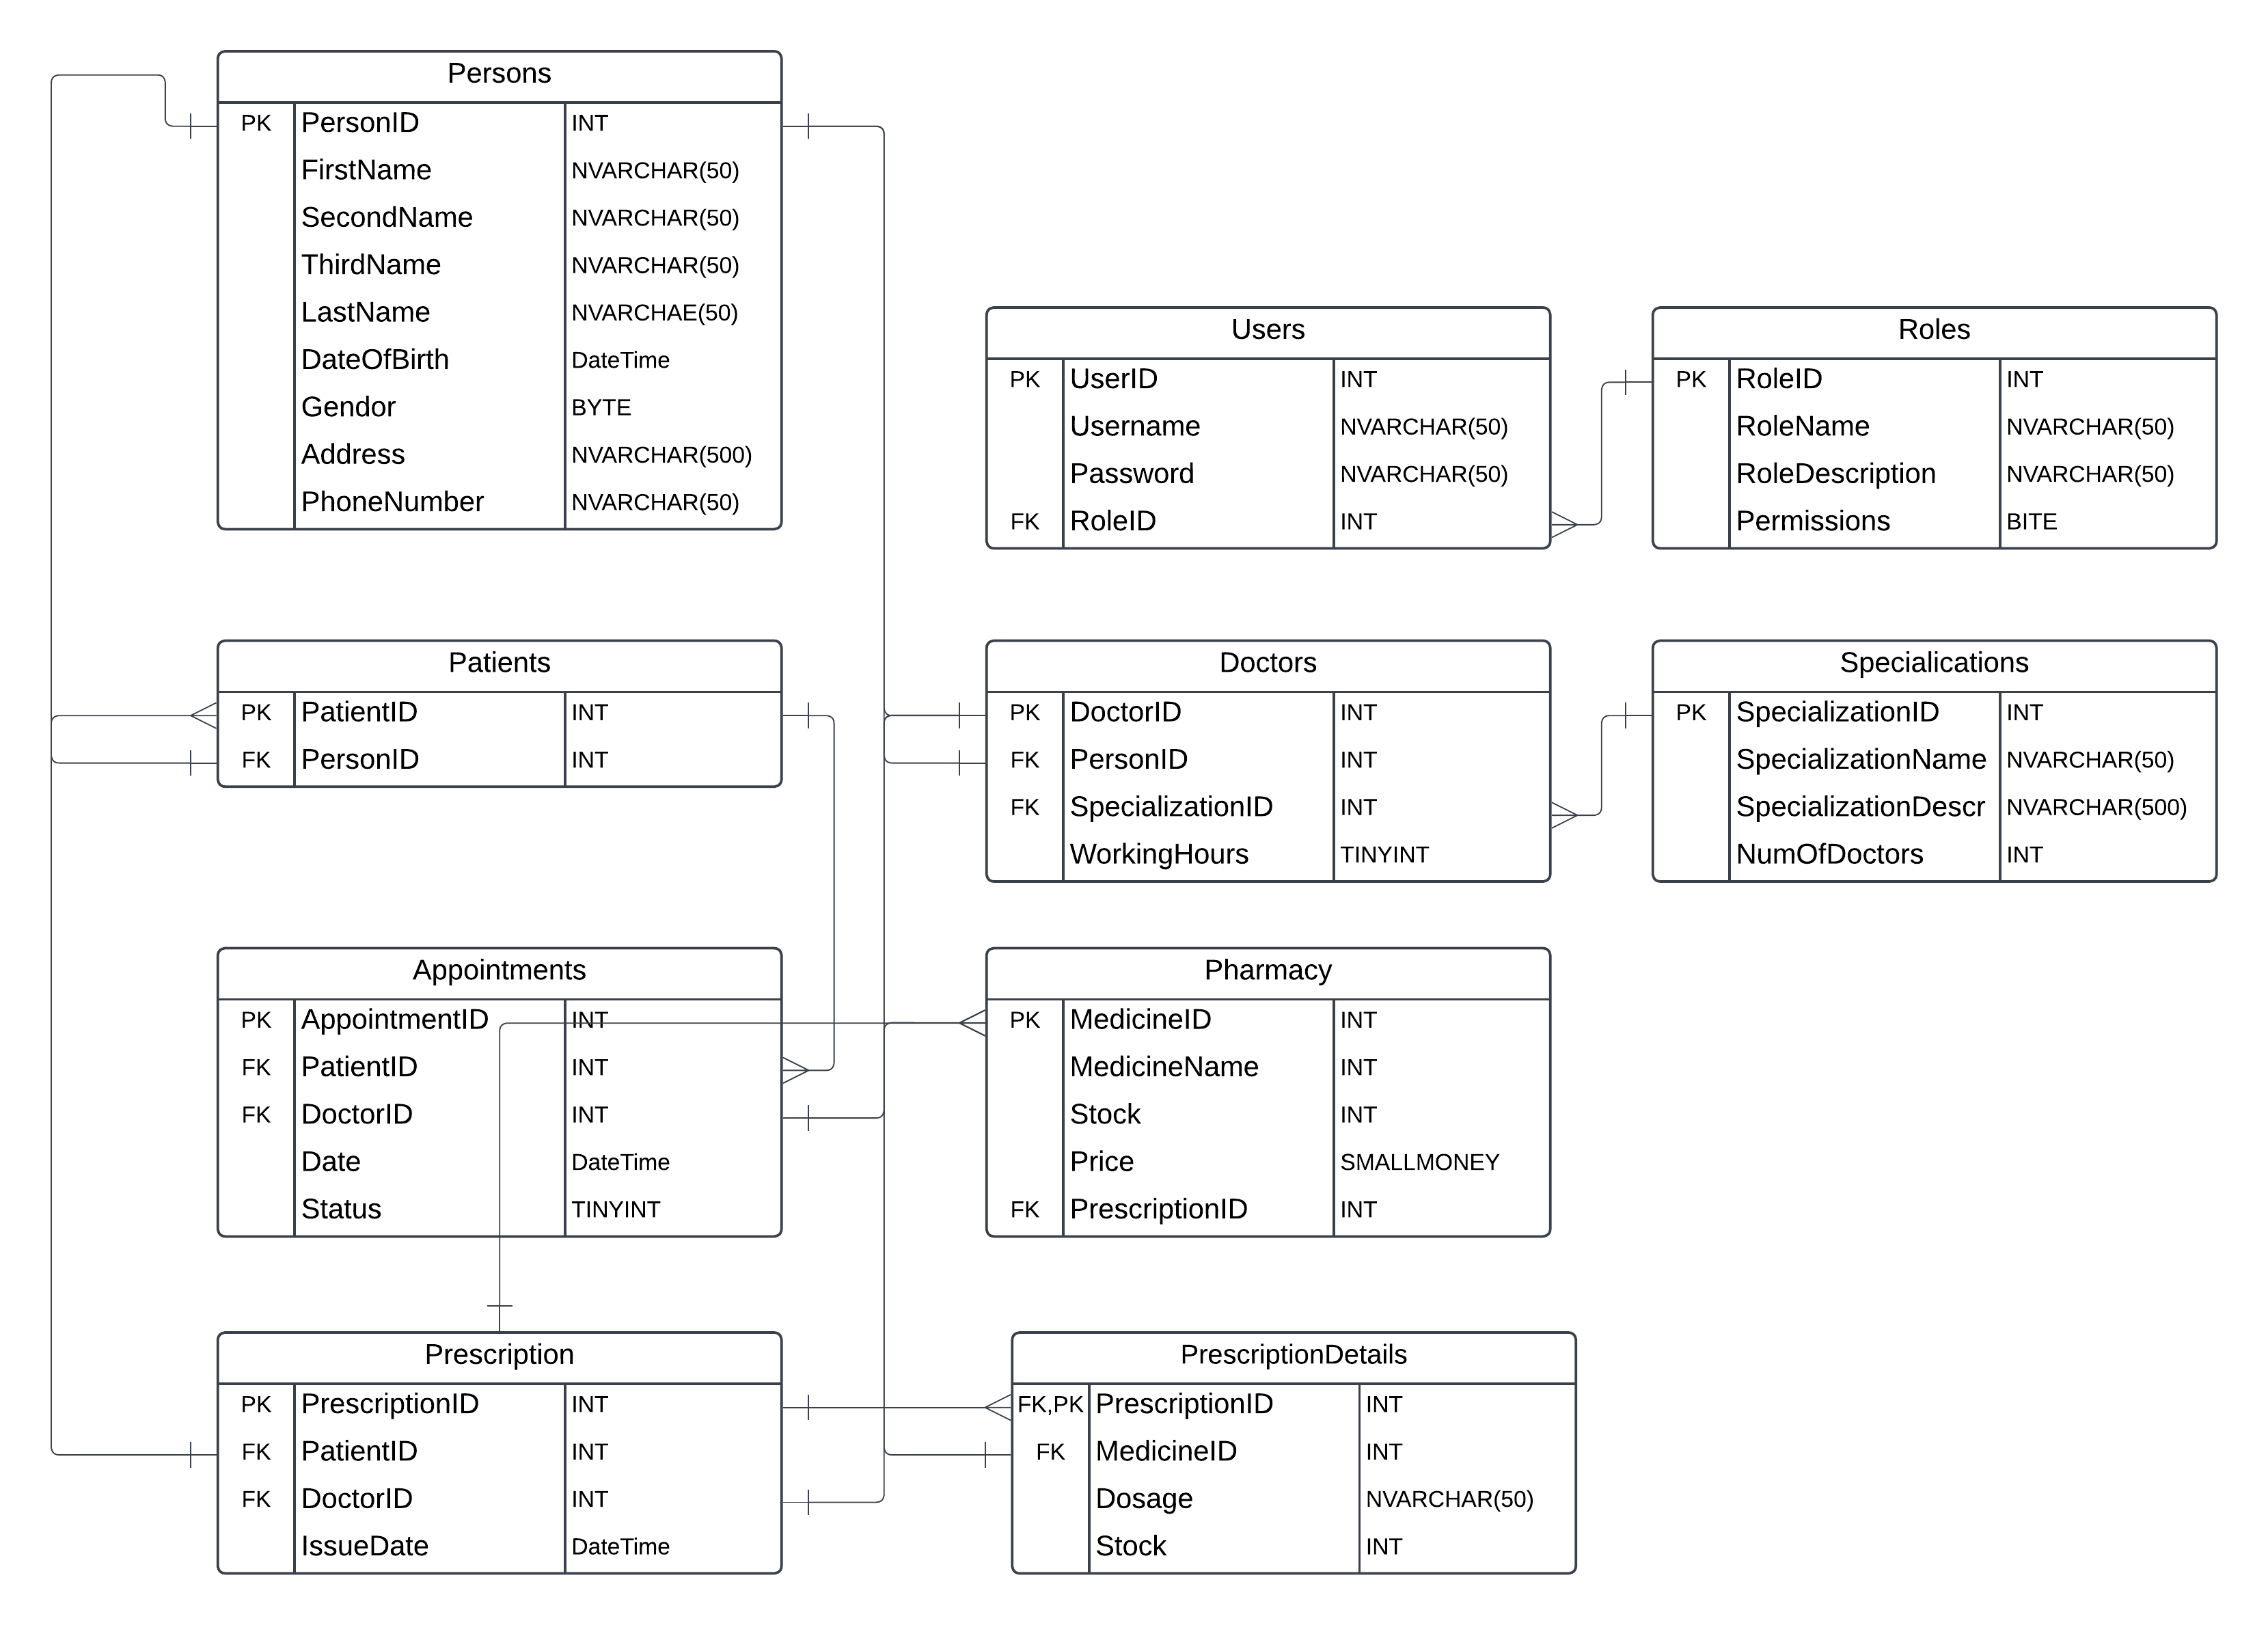 Persons
PK PersonID INT
FirstName NVARCHAR(50)
SecondName NVARCHAR(50)
ThirdName NVARCHAR(50)
LastName NVARCHAE(50)
DateOfBirth DateTime
Gendor BYTE
Address NVARCHAR(500)
PhoneNumber NVARCHAR(50)
Users
PK UserID INT
Username NVARCHAR(50)
Password NVARCHAR(50)
FK RoleID INT
Roles
PK RoleID INT
RoleName NVARCHAR(50)
RoleDescription NVARCHAR(50)
Permissions BITE
Patients
PK PatientID INT
FK PersonID INT
Doctors
PK DoctorID INT
FK PersonID INT
FK SpecializationID INT
WorkingHours TINYINT
Specialications
PK SpecializationID INT
SpecializationName NVARCHAR(50)
SpecializationDescr NVARCHAR(500)
NumOfDoctors INT
Appointments
PK AppointmentID INT
FK PatientID INT
FK DoctorID INT
Date DateTime
Status TINYINT
Pharmacy
PK MedicineID INT
MedicineName INT
Stock INT
Price SMALLMONEY
FK PrescriptionID INT
Prescription
PK PrescriptionID INT
FK PatientID INT
FK DoctorID INT
IssueDate DateTime
PrescriptionDetails
FK,PK PrescriptionID INT
FK MedicineID INT
Dosage NVARCHAR(50)
Stock INT